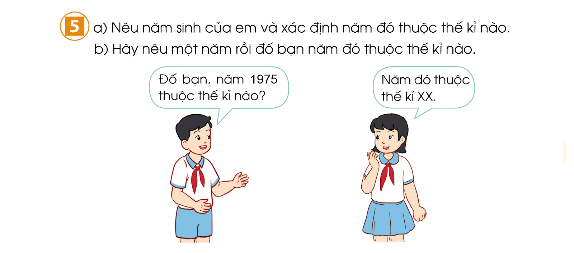 5 a) Nêu năm sinh của em và xác định năm đó thuộc thế kỉ nào.
b) Hãy nêu một năm rồi đố bạn năm đó thuộc thế kỉ nào.
Đố bạn, năm 1975
thuộc thế kỉ nào?
Năm đó thuộc
thế kỉ XX.